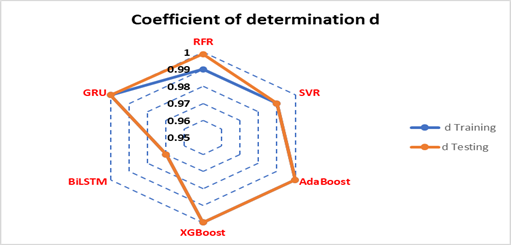 Coefficient of determination d
RFR
1
0.99
0.98
0.97
0.96
0.95
SVR
AdaBoost
XGBoost
BiLSTM
GRU
d Training
d Testing